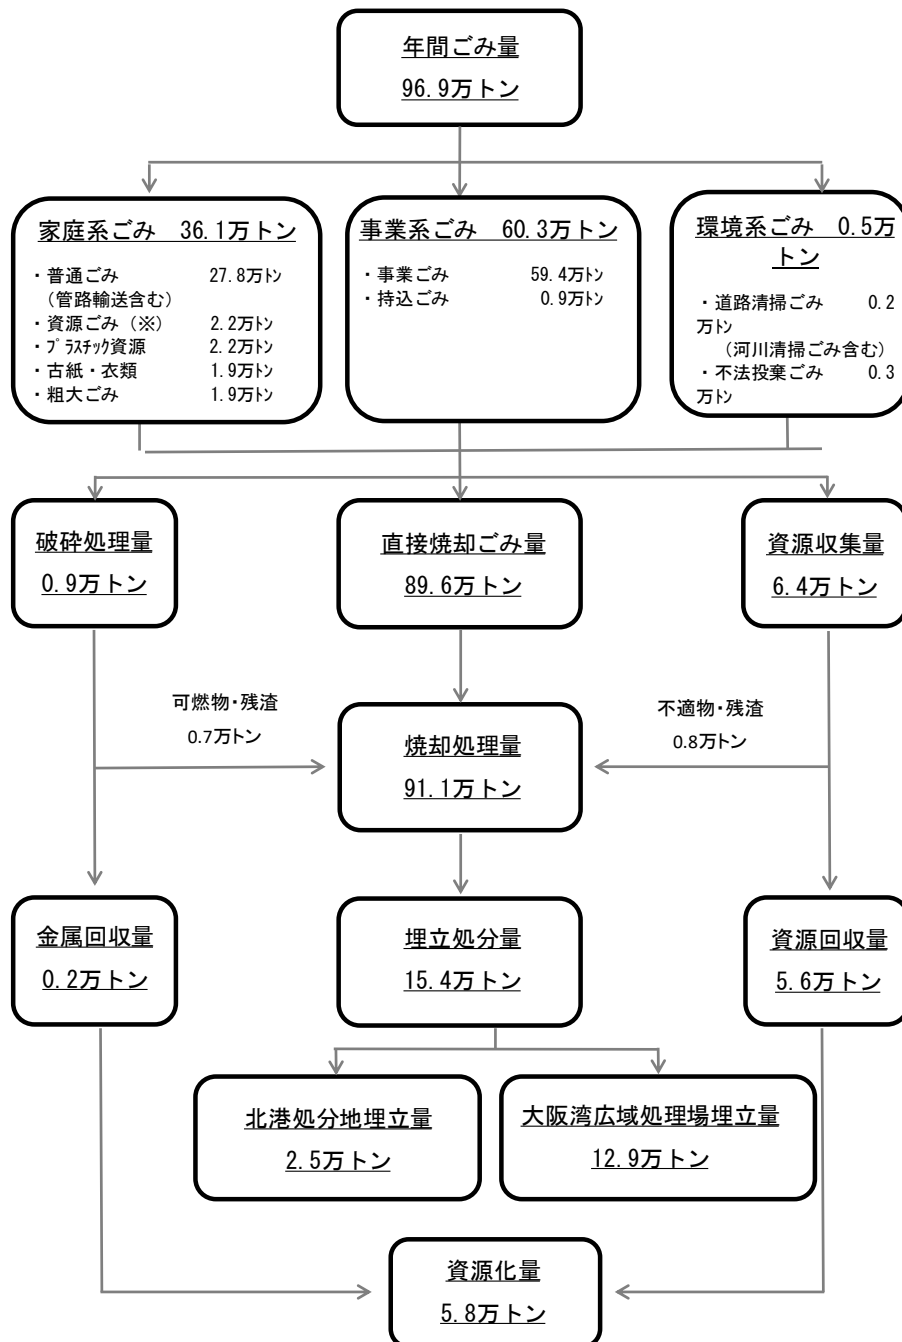 年間ごみ量
96.9万トン
家庭系ごみ　36.1万トン
・普通ごみ　27.8万㌧
（管路輸送含む）
・資源ごみ（※）　2.2万㌧
・ﾌﾟﾗｽﾁｯｸ資源　2.2万㌧
・古紙・衣類　1.9万㌧
・粗大ごみ　1.9万㌧
事業系ごみ　60.3万トン
・事業ごみ　59.4万㌧
・持込ごみ　0.9万㌧
環境系ごみ　0.5万
トン
・道路清掃ごみ　0.2
万㌧
（河川清掃ごみ含む）
・不法投棄ごみ　0.3
万㌧
破砕処理量
0.9万トン
直接焼却ごみ量
89.6万トン
資源収集量
6.4万トン
可燃物・残渣
0.7万トン
焼却処理量
91.1万トン
不適物・残渣
0.8万トン
金属回収量
0.2万トン
埋立処分量
15.4万トン
資源回収量
5.6万トン
北港処分地埋立量
2.5万トン
大阪湾広域処理場埋立量
12.9万トン
資源化量
5.8万トン